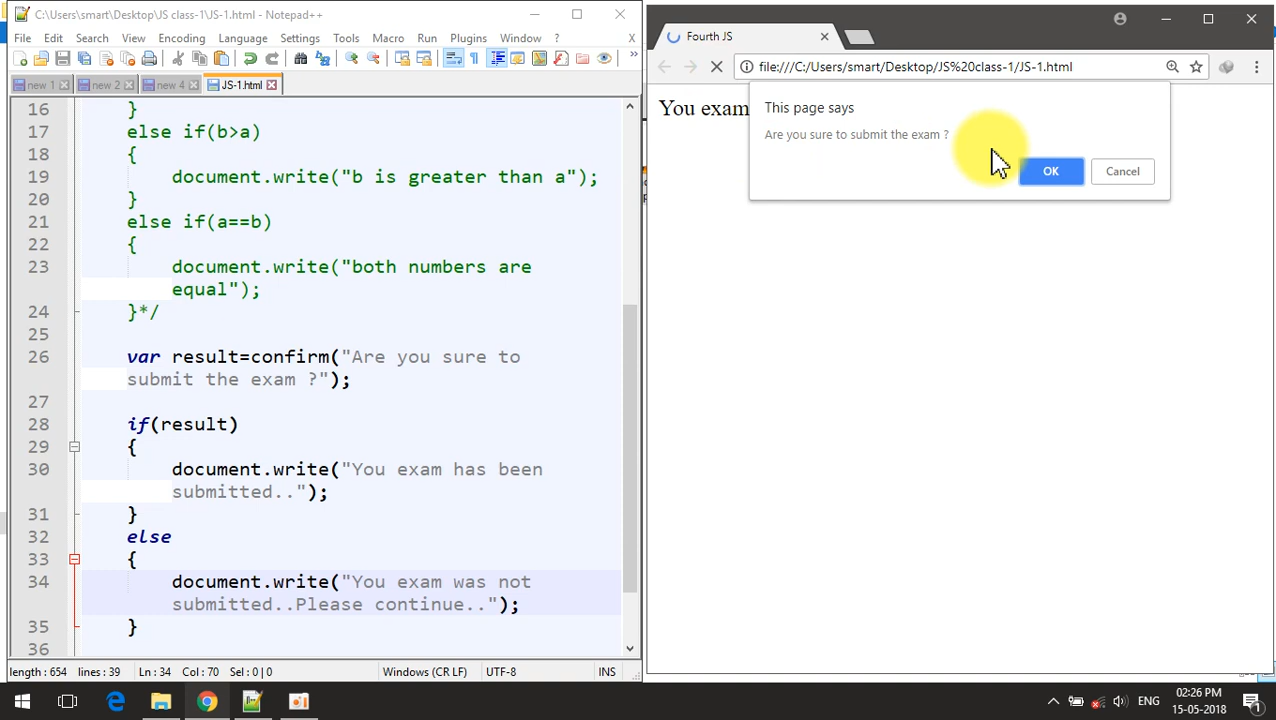 C:\Users\smart\Desktop\JS class-1\JS-1.html - Notepad++
File Edit Search View Encoding Language Settings Tools Macro Run Plugins Window ?
new 1 new 2 new 4 JS-1.html
16 }
17 else if(b>a)
18 {
19 document.write("b is greater than a");
20 }
21 else if(a==b)
22 {
23 document.write("both numbers are
equal");
24 }*/
25
26 var result=confirm("Are you sure to
submit the exam ?");
27
28 if(result)
29 {
30 document.write("You exam has been
submitted..");
31 }
32 else
33 {
34 document.write("You exam was not
submitted..Please continue..");
35 }
36
length : 654 lines : 39 Ln : 34 Col : 70 Sel : 0 | 0 Windows (CR LF) UTF-8 INS
Fourth JS
file:///C:/Users/smart/Desktop/JS%20class-1/JS-1.html
You exam
This page says
Are you sure to submit the exam ?
OK Cancel
ENG
02:26 PM
15-05-2018
1